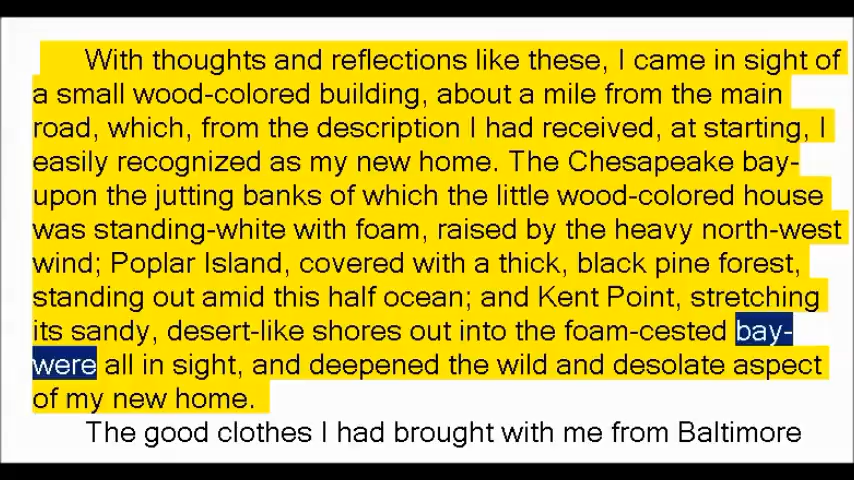 With thoughts and reflections like these, I came in sight of
a small wood-colored building, about a mile from the main
road, which, from the description I had received, at starting, I
easily recognized as my new home. The Chesapeake bay-
upon the jutting banks of which the little wood-colored house
was standing-white with foam, raised by the heavy north-west
wind; Poplar Island, covered with a thick, black pine forest,
standing out amid this half ocean; and Kent Point, stretching
its sandy, desert-like shores out into the foam-cested bay-
were all in sight, and deepened the wild and desolate aspect
of my new home.
The good clothes I had brought with me from Baltimore